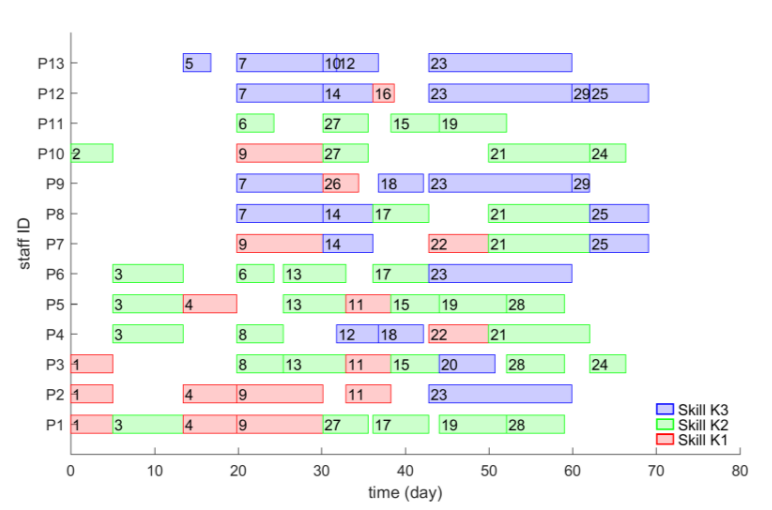 P13 5 7 10 12 23
P12 7 14 16 23 29 25
P11 6 27 15 19
P10 2 9 27 21 24
P9 7 26 18 23 29
P8 7 14 17 21 25
P7 9 14 22 21 25
P6 3 6 13 17 23
P5 3 4 13 11 15 19 28
P4 3 8 12 18 22 21
P3 1 8 13 11 15 20 28 24
P2 1 4 9 11 23
P1 1 3 4 9 27 17 19 28
staff ID
Skill K3
Skill K2
Skill K1
0 10 20 30 40 50 60 70 80
time (day)